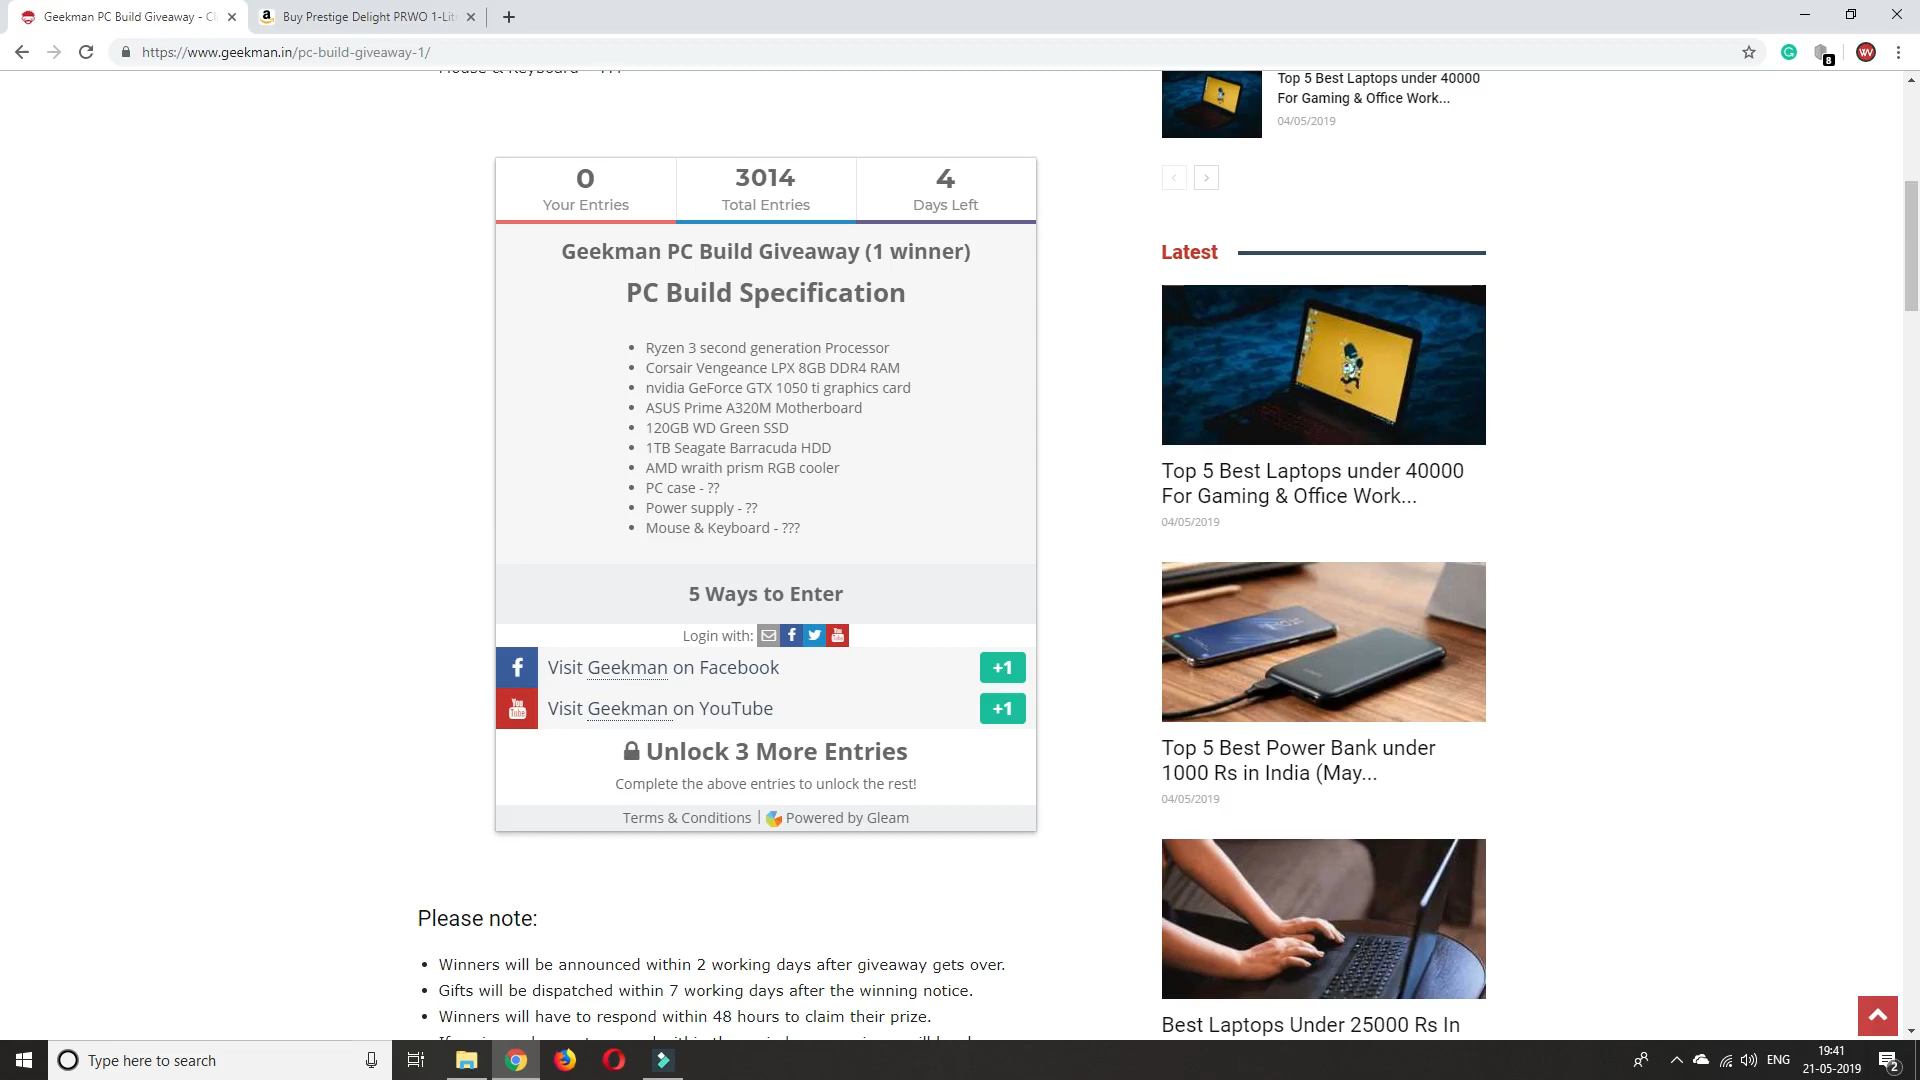 Geekman PC Build Giveaway - Cl
Buy Prestige Delight PRWO 1-Lit
https://www.geekman.in/pc-build-giveaway-1/
8
0
Your Entries
3014
Total Entries
4
Days Left
Geekman PC Build Giveaway (1 winner)
PC Build Specification
• Ryzen 3 second generation Processor
• Corsair Vengeance LPX 8GB DDR4 RAM
• nvidia GeForce GTX 1050 ti graphics card
• ASUS Prime A320M Motherboard
• 120GB WD Green SSD
• 1TB Seagate Barracuda HDD
• AMD wraith prism RGB cooler
• PC case - ??
• Power supply - ??
• Mouse & Keyboard - ???
5 Ways to Enter
Login with:
Visit Geekman on Facebook
+1
Visit Geekman on YouTube
+1
Unlock 3 More Entries
Complete the above entries to unlock the rest!
Terms & Conditions | Powered by Gleam
Please note:
• Winners will be announced within 2 working days after giveaway gets over.
• Gifts will be dispatched within 7 working days after the winning notice.
• Winners will have to respond within 48 hours to claim their prize.
Top 5 Best Laptops under 40000
For Gaming & Office Work...
04/05/2019
Latest
Top 5 Best Laptops under 40000
For Gaming & Office Work...
04/05/2019
Top 5 Best Power Bank under
1000 Rs in India (May...
04/05/2019
Best Laptops Under 25000 Rs In
Type here to search
ENG
19:41
21-05-2019
2